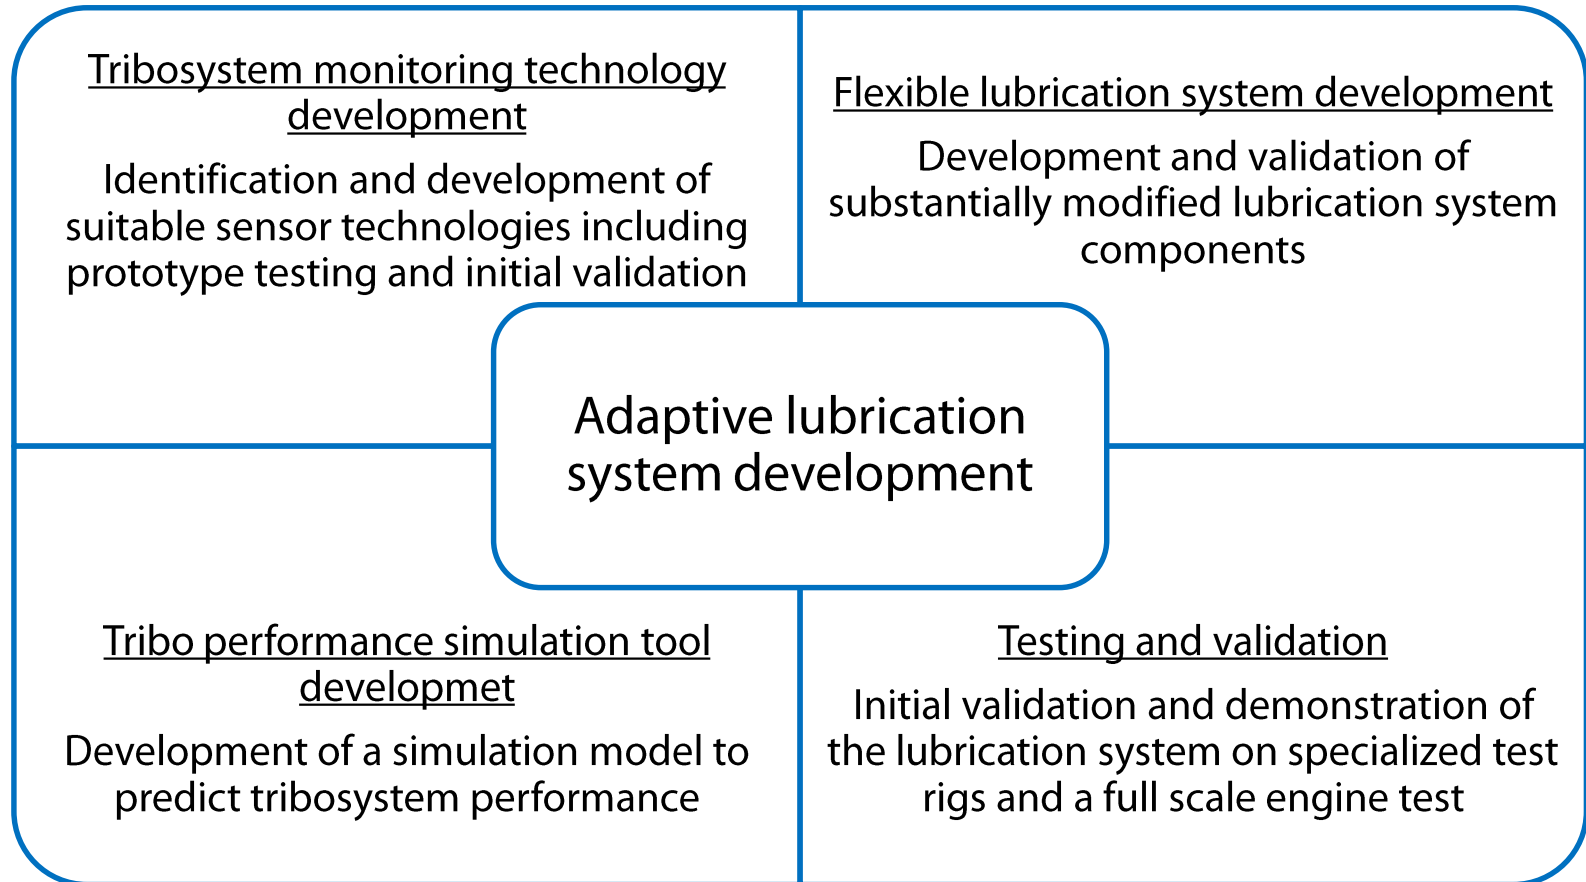 Tribosystem monitoring technology
development
Identification and development of
suitable sensor technologies including
prototype testing and initial validation
Flexible lubrication system development
Development and validation of
substantially modified lubrication system
components
Adaptive lubrication
system development
Tribo performance simulation tool
developmet
Development of a simulation model to
predict tribosystem performance
Testing and validation
Initial validation and demonstration of
the lubrication system on specialized test
rigs and a full scale engine test